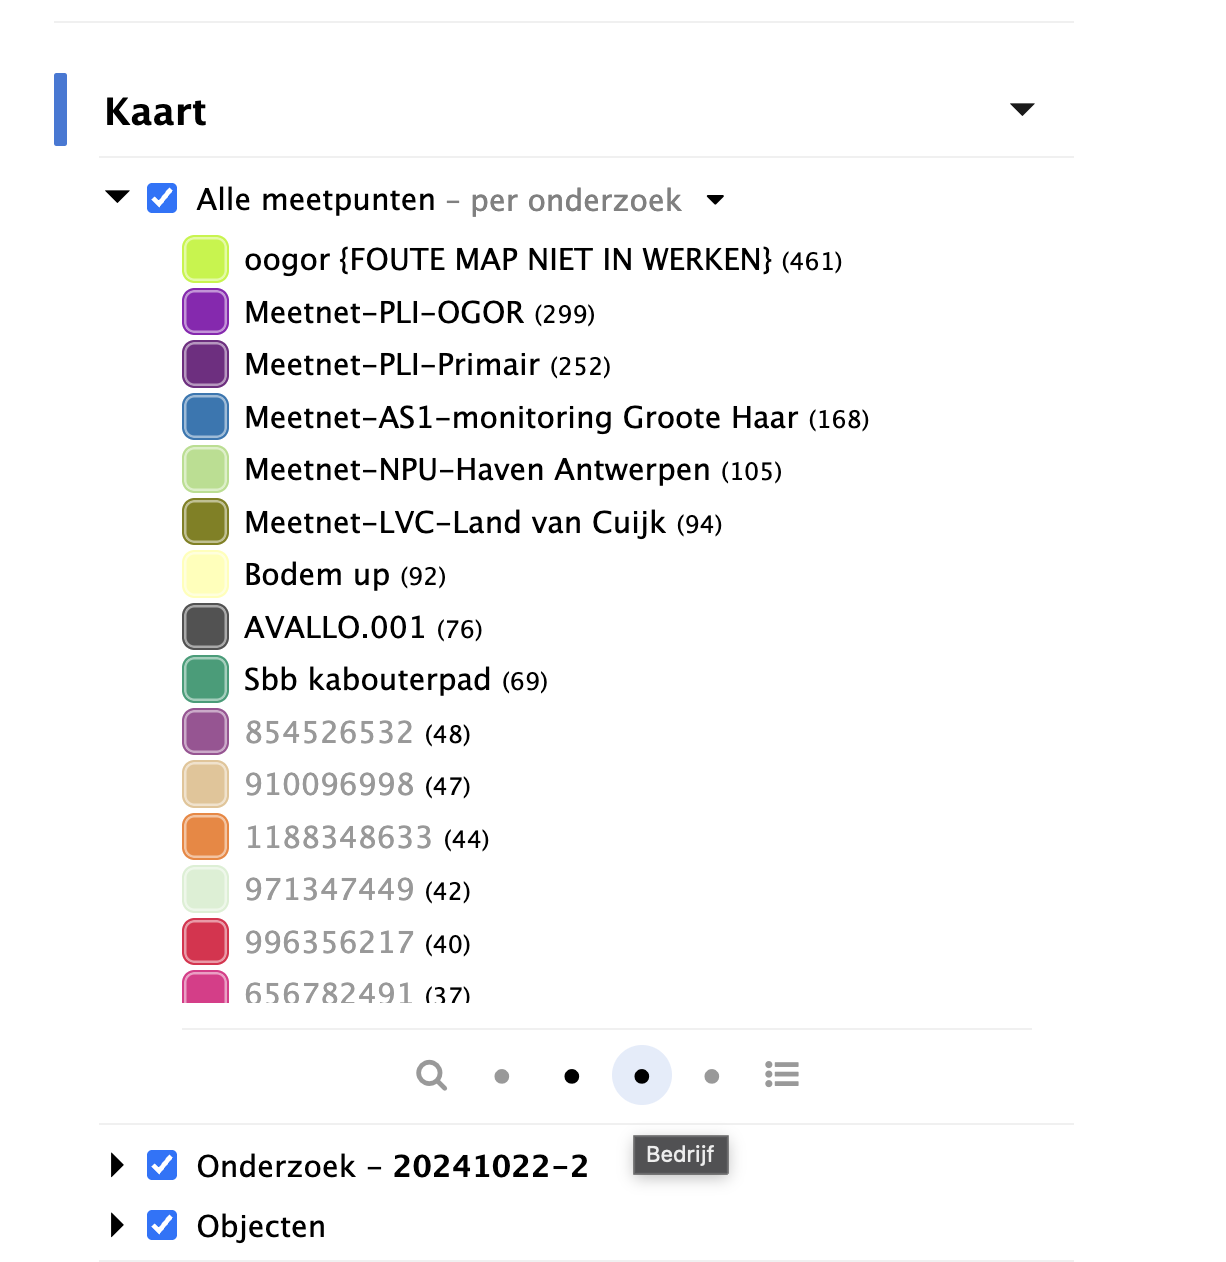 Kaart
Alle meetpunten – per onderzoek
oogor {FOUTE MAP NIET IN WERKEN} (461)
Meetnet-PLI-OGOR (299)
Meetnet-PLI-Primair (252)
Meetnet-AS1-monitoring Groote Haar (168)
Meetnet-NPU-Haven Antwerpen (105)
Meetnet-LVC-Land van Cuijk (94)
Bodem up (92)
AVALLO.001 (76)
Sbb kabouterpad (69)
854526532 (48)
910096998 (47)
1188348633 (44)
971347449 (42)
996356217 (40)
656782491 (37)
Bedrijf
Onderzoek – 20241022-2
Objecten